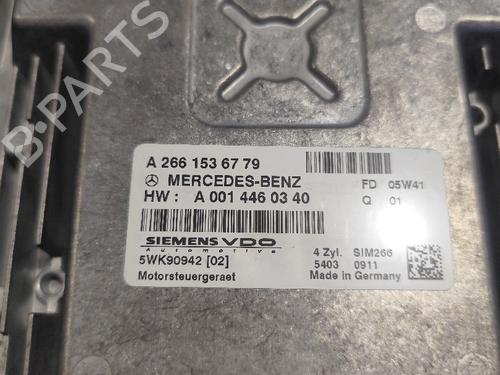 B-PARTS
A 266 153 67 79
MERCEDES-BENZ
FD 05W41
HW : A 001 446 03 40
Q 01
SIEMENS VDO
Automotive
4 Zyl. SIM266
5WK90942 [02]
5403 0911
Motorsteuergeraet
Made in Germany
B-PARTS